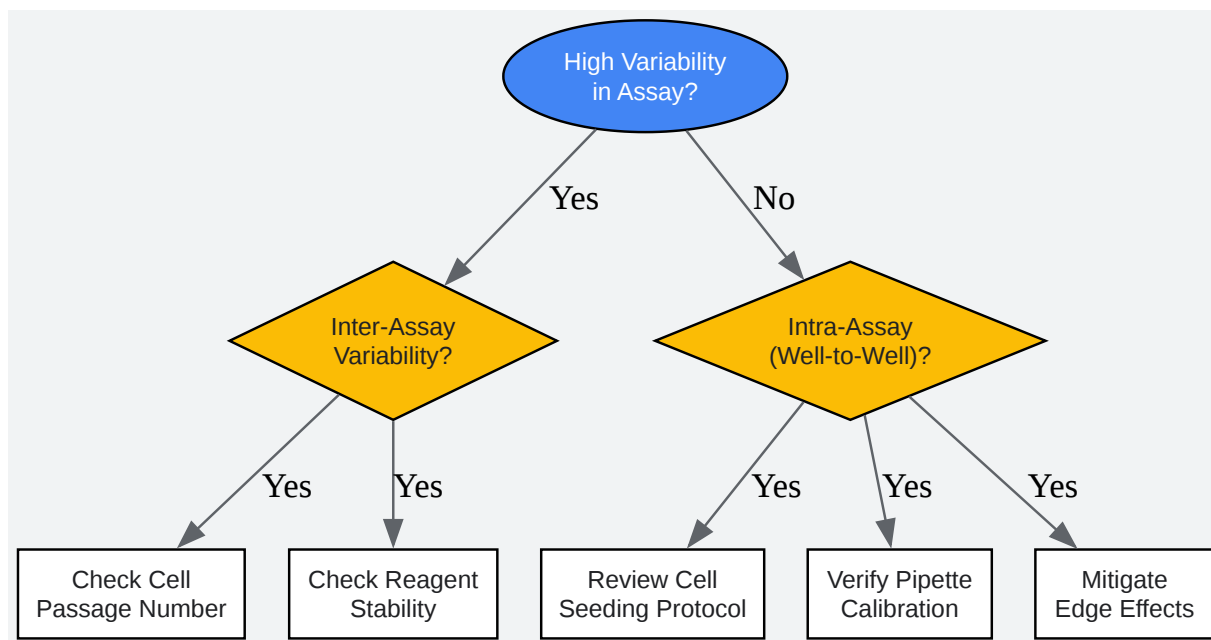 High Variability
in Assay?
Yes
No
Inter-Assay
Variability?
Intra-Assay
(Well-to-Well)?
Yes
Yes
Yes
Yes
Yes
Check Cell
Passage Number
Check Reagent
Stability
Review Cell
Seeding Protocol
Verify Pipette
Calibration
Mitigate
Edge Effects